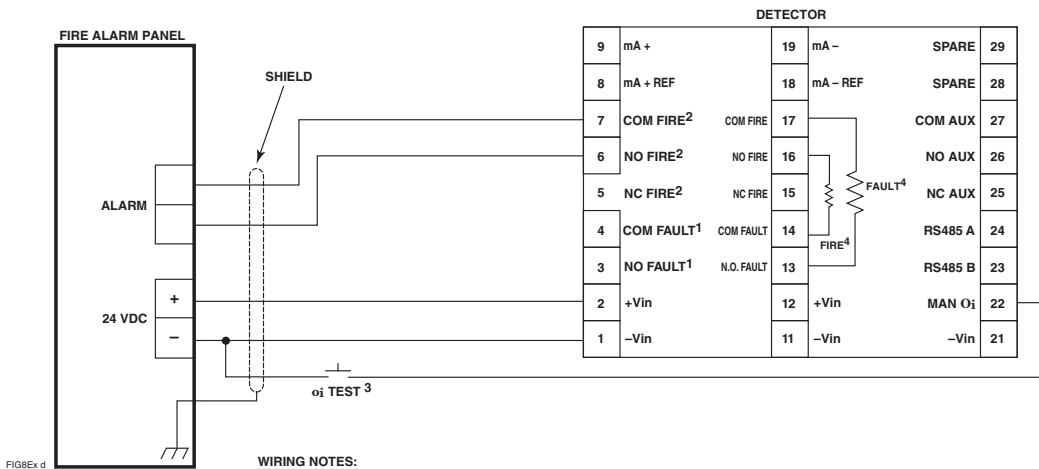 DETECTOR
FIRE ALARM PANEL
SHIELD
9 mA + 19 mA – SPARE 29
8 mA + REF 18 mA – REF SPARE 28
7 COM FIRE2 COM FIRE 17 COM AUX 27
6 NO FIRE2 NO FIRE 16 NO AUX 26
FAULT4
ALARM
5 NC FIRE2 NC FIRE 15 NC AUX 25
4 COM FAULT1 COM FAULT 14 RS485 A 24
FIRE4
3 NO FAULT1 N.O. FAULT 13 RS485 B 23
+
24 VDC
2 +Vin 12 +Vin MAN Oi 22
–
1 –Vin 11 –Vin –Vin 21
oi TEST 3
FIG8Ex d
WIRING NOTES: